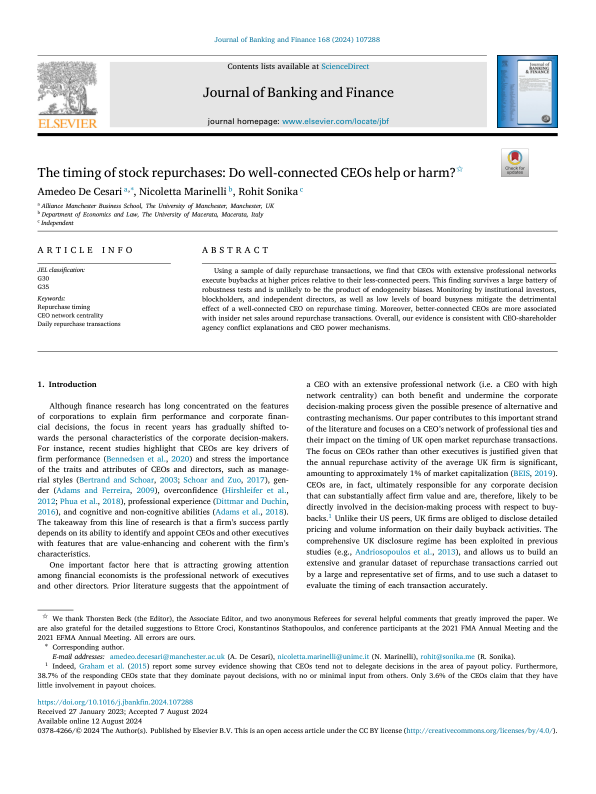 Journal of Banking and Finance 168 (2024) 107288
Contents lists available at ScienceDirect
Journal of Banking and Finance
journal homepage: www.elsevier.com/locate/jbf
ELSEVIER
Journal of
BANKING
& FINANCE
The timing of stock repurchases: Do well-connected CEOs help or harm?☆
Check for
updates
Amedeo De Cesari a,*, Nicoletta Marinelli b, Rohit Sonika c
a Alliance Manchester Business School, The University of Manchester, Manchester, UK
b Department of Economics and Law, The University of Macerata, Macerata, Italy
c Independent
ARTICLE INFO
JEL classification:
G30
G35
Keywords:
Repurchase timing
CEO network centrality
Daily repurchase transactions
ABSTRACT
Using a sample of daily repurchase transactions, we find that CEOs with extensive professional networks
execute buybacks at higher prices relative to their less-connected peers. This finding survives a large battery of
robustness tests and is unlikely to be the product of endogeneity biases. Monitoring by institutional investors,
blockholders, and independent directors, as well as low levels of board busyness mitigate the detrimental
effect of a well-connected CEO on repurchase timing. Moreover, better-connected CEOs are more associated
with insider net sales around repurchase transactions. Overall, our evidence is consistent with CEO-shareholder
agency conflict explanations and CEO power mechanisms.
1. Introduction
Although finance research has long concentrated on the features
of corporations to explain firm performance and corporate finan-
cial decisions, the focus in recent years has gradually shifted to-
wards the personal characteristics of the corporate decision-makers.
For instance, recent studies highlight that CEOs are key drivers of
firm performance (Bennedsen et al., 2020) and stress the importance
of the traits and attributes of CEOs and directors, such as manage-
rial styles (Bertrand and Schoar, 2003; Schoar and Zuo, 2017), gen-
der (Adams and Ferreira, 2009), overconfidence (Hirshleifer et al.,
2012; Phua et al., 2018), professional experience (Dittmar and Duchin,
2016), and cognitive and non-cognitive abilities (Adams et al., 2018).
The takeaway from this line of research is that a firm's success partly
depends on its ability to identify and appoint CEOs and other executives
with features that are value-enhancing and coherent with the firm's
characteristics.
One important factor here that is attracting growing attention
among financial economists is the professional network of executives
and other directors. Prior literature suggests that the appointment of
a CEO with an extensive professional network (i.e. a CEO with high
network centrality) can both benefit and undermine the corporate
decision-making process given the possible presence of alternative and
contrasting mechanisms. Our paper contributes to this important strand
of the literature and focuses on a CEO's network of professional ties and
their impact on the timing of UK open market repurchase transactions.
The focus on CEOs rather than other executives is justified given that
the annual repurchase activity of the average UK firm is significant,
amounting to approximately 1% of market capitalization (BEIS, 2019).
CEOs are, in fact, ultimately responsible for any corporate decision
that can substantially affect firm value and are, therefore, likely to be
directly involved in the decision-making process with respect to buy-
backs.1 Unlike their US peers, UK firms are obliged to disclose detailed
pricing and volume information on their daily buyback activities. The
comprehensive UK disclosure regime has been exploited in previous
studies (e.g., Andriosopoulos et al., 2013), and allows us to build an
extensive and granular dataset of repurchase transactions carried out
by a large and representative set of firms, and to use such a dataset to
evaluate the timing of each transaction accurately.
☆ We thank Thorsten Beck (the Editor), the Associate Editor, and two anonymous Referees for several helpful comments that greatly improved the paper. We
are also grateful for the detailed suggestions to Ettore Croci, Konstantinos Stathopoulos, and conference participants at the 2021 FMA Annual Meeting and the
2021 EFMA Annual Meeting. All errors are ours.
* Corresponding author.
E-mail addresses: amedeo.decesari@manchester.ac.uk (A. De Cesari), nicoletta.marinelli@unimc.it (N. Marinelli), rohit@sonika.me (R. Sonika).
1 Indeed, Graham et al. (2015) report some survey evidence showing that CEOs tend not to delegate decisions in the area of payout policy. Furthermore,
38.7% of the responding CEOs state that they dominate payout decisions, with no or minimal input from others. Only 3.6% of the CEOs claim that they have
little involvement in payout choices.
https://doi.org/10.1016/j.jbankfin.2024.107288
Received 27 January 2023; Accepted 7 August 2024
Available online 12 August 2024
0378-4266/© 2024 The Author(s). Published by Elsevier B.V. This is an open access article under the CC BY license (http://creativecommons.org/licenses/by/4.0/).